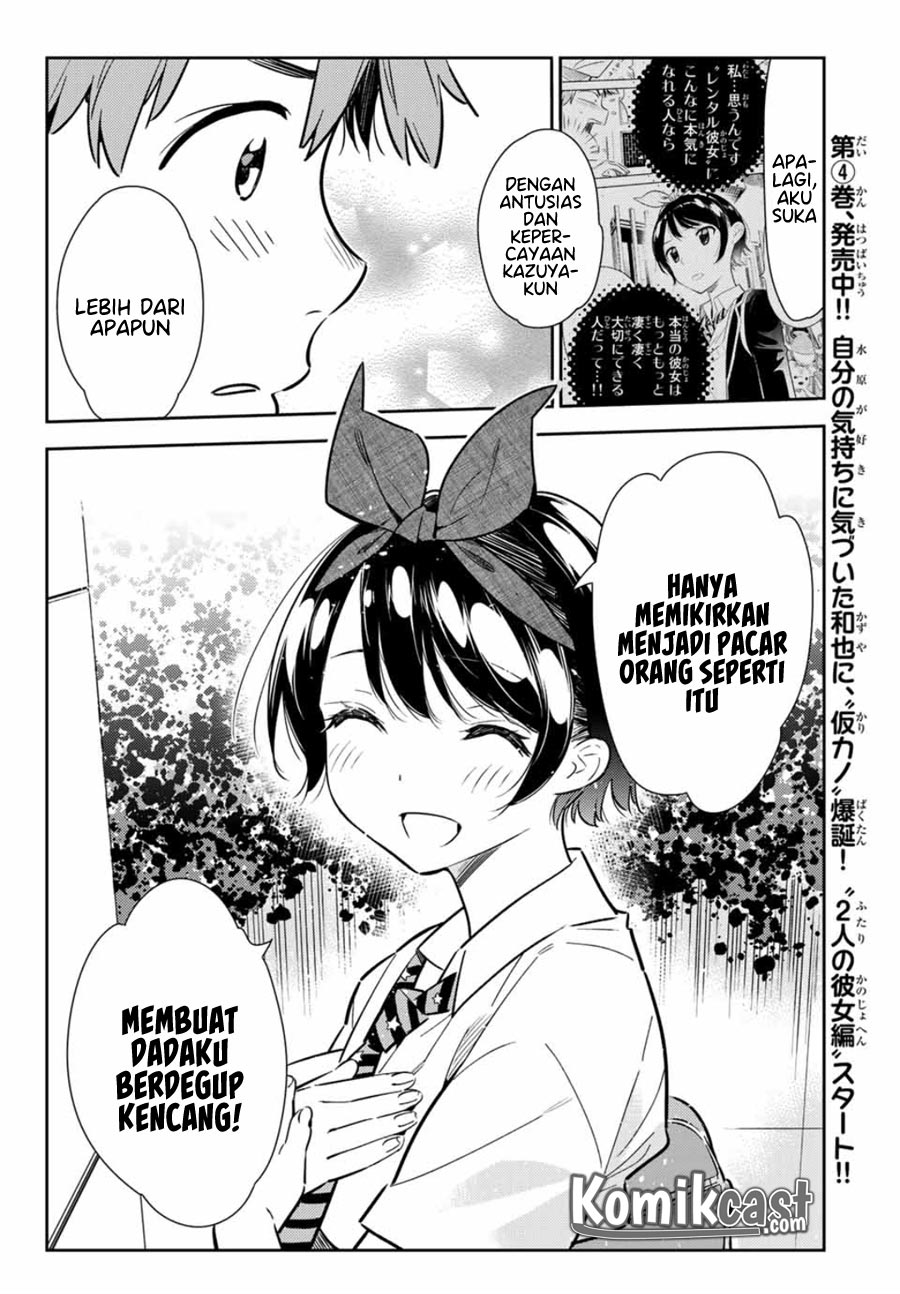 私…思うんです
"レンタル彼女"に
こんなに本気に
なれる人なら
APA-
LAGI,
AKU
SUKA
本当の彼女は
もっともっと
凄く凄く
大切にできる
人だって…!!
DENGAN
ANTUSIAS
DAN
KEPER-
CAYAAN
KAZUYA-
KUN
LEBIH DARI
APAPUN
HANYA
MEMIKIRKAN
MENJADI PACAR
ORANG SEPERTI
ITU
MEMBUAT
DADAKU
BERDEGUP
KENCANG!
第④巻、発売中!! 自分の気持ちに気づいた和也に、"仮カノ"爆誕! "2人の彼女編"スタート!!
Komikcast
.com